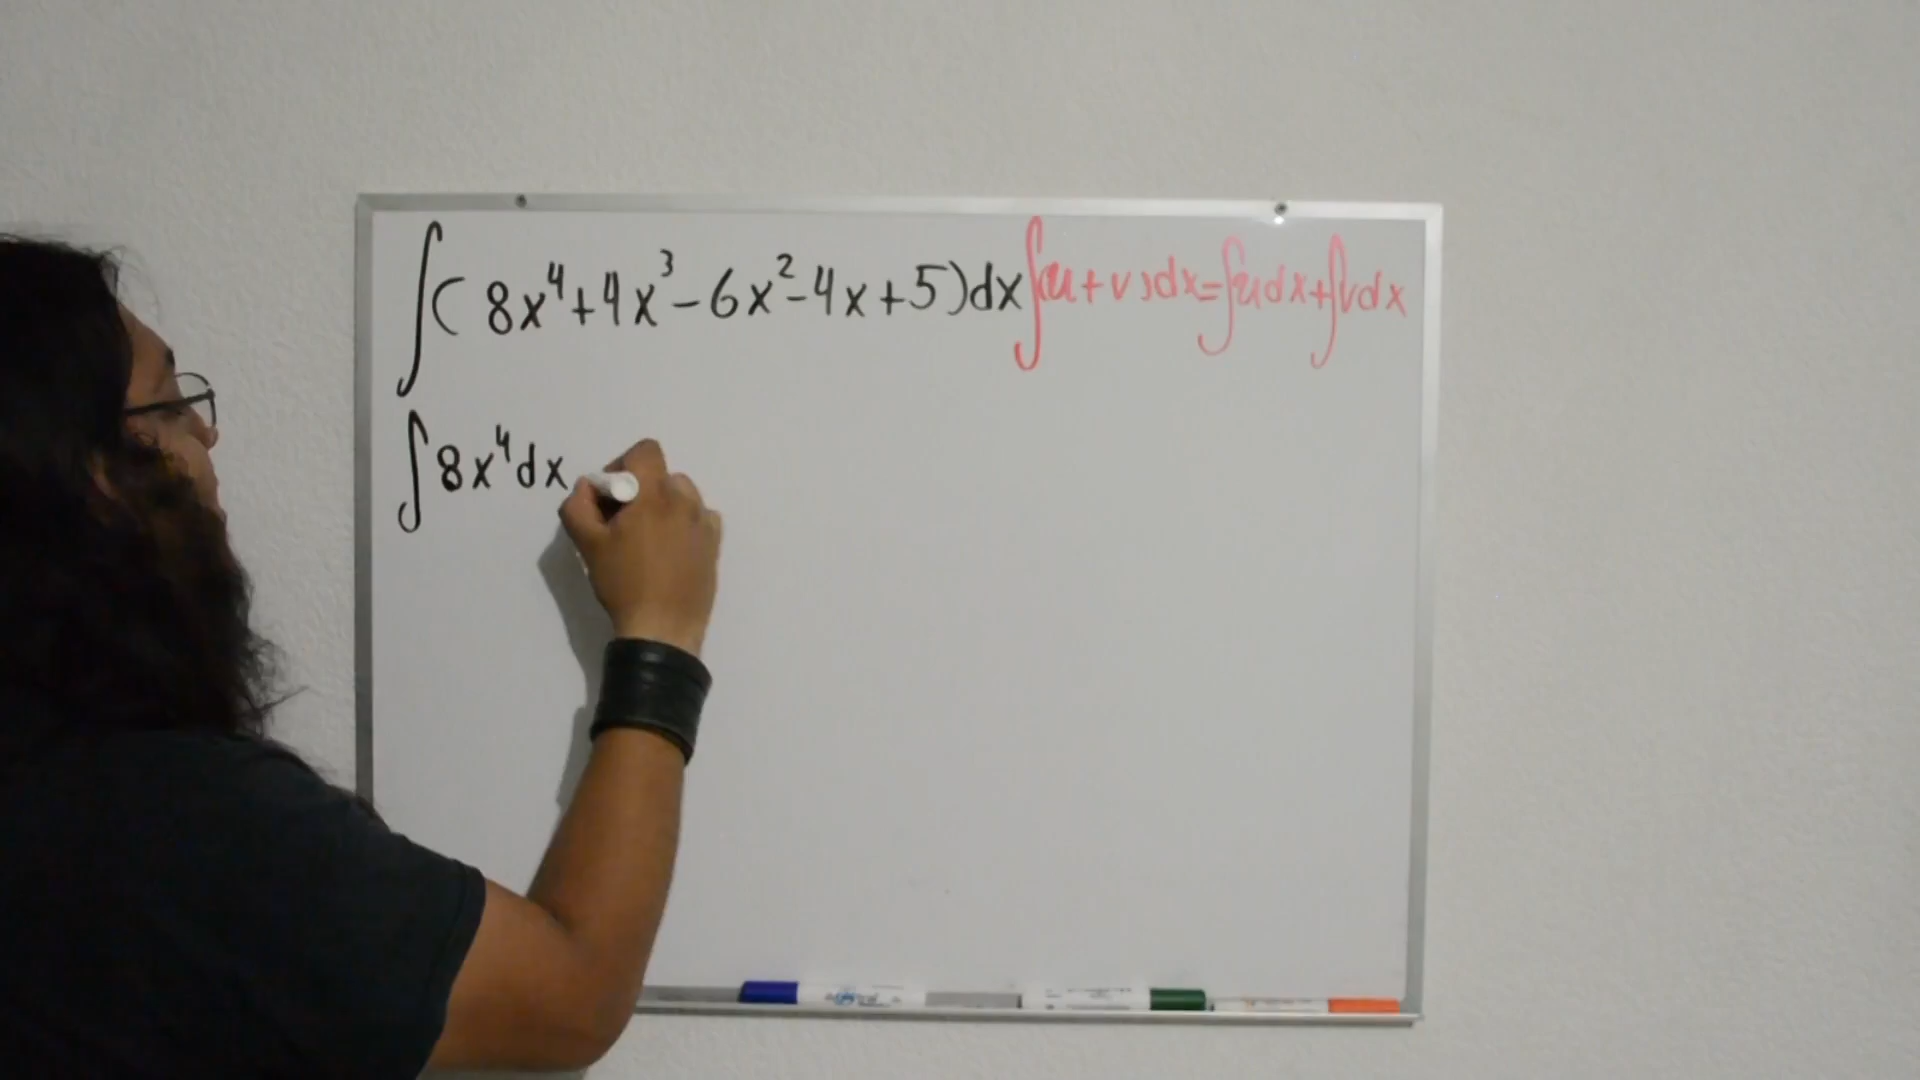 ∫(8x⁴+4x³-6x²-4x+5)dx ∫(u+v)dx=∫udx+∫vdx
∫8x⁴dx